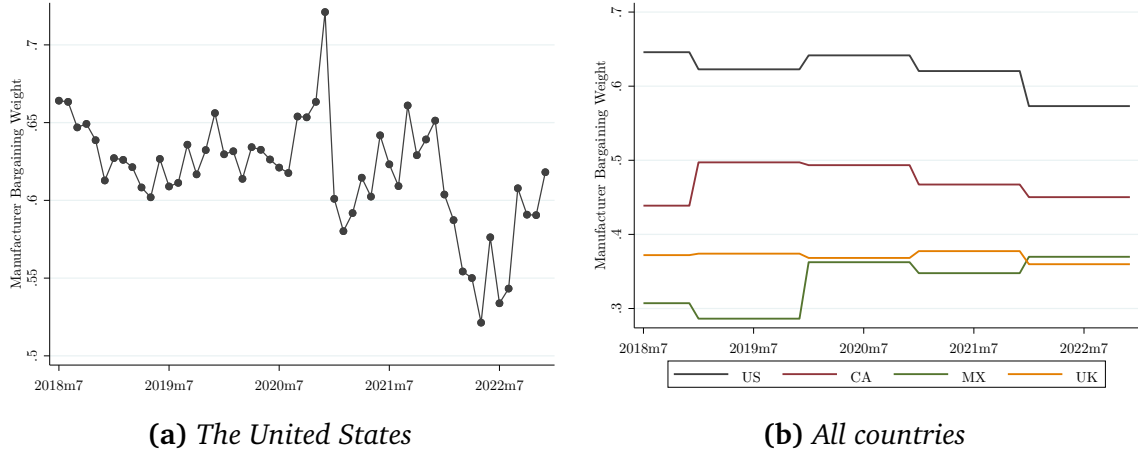 Manufacturer Bargaining Weight
.7
.65
.6
.55
.5
2018m7 2019m7 2020m7 2021m7 2022m7
(a) The United States
Manufacturer Bargaining Weight
.7
.6
.5
.4
.3
2018m7 2019m7 2020m7 2021m7 2022m7
US CA MX UK
(b) All countries